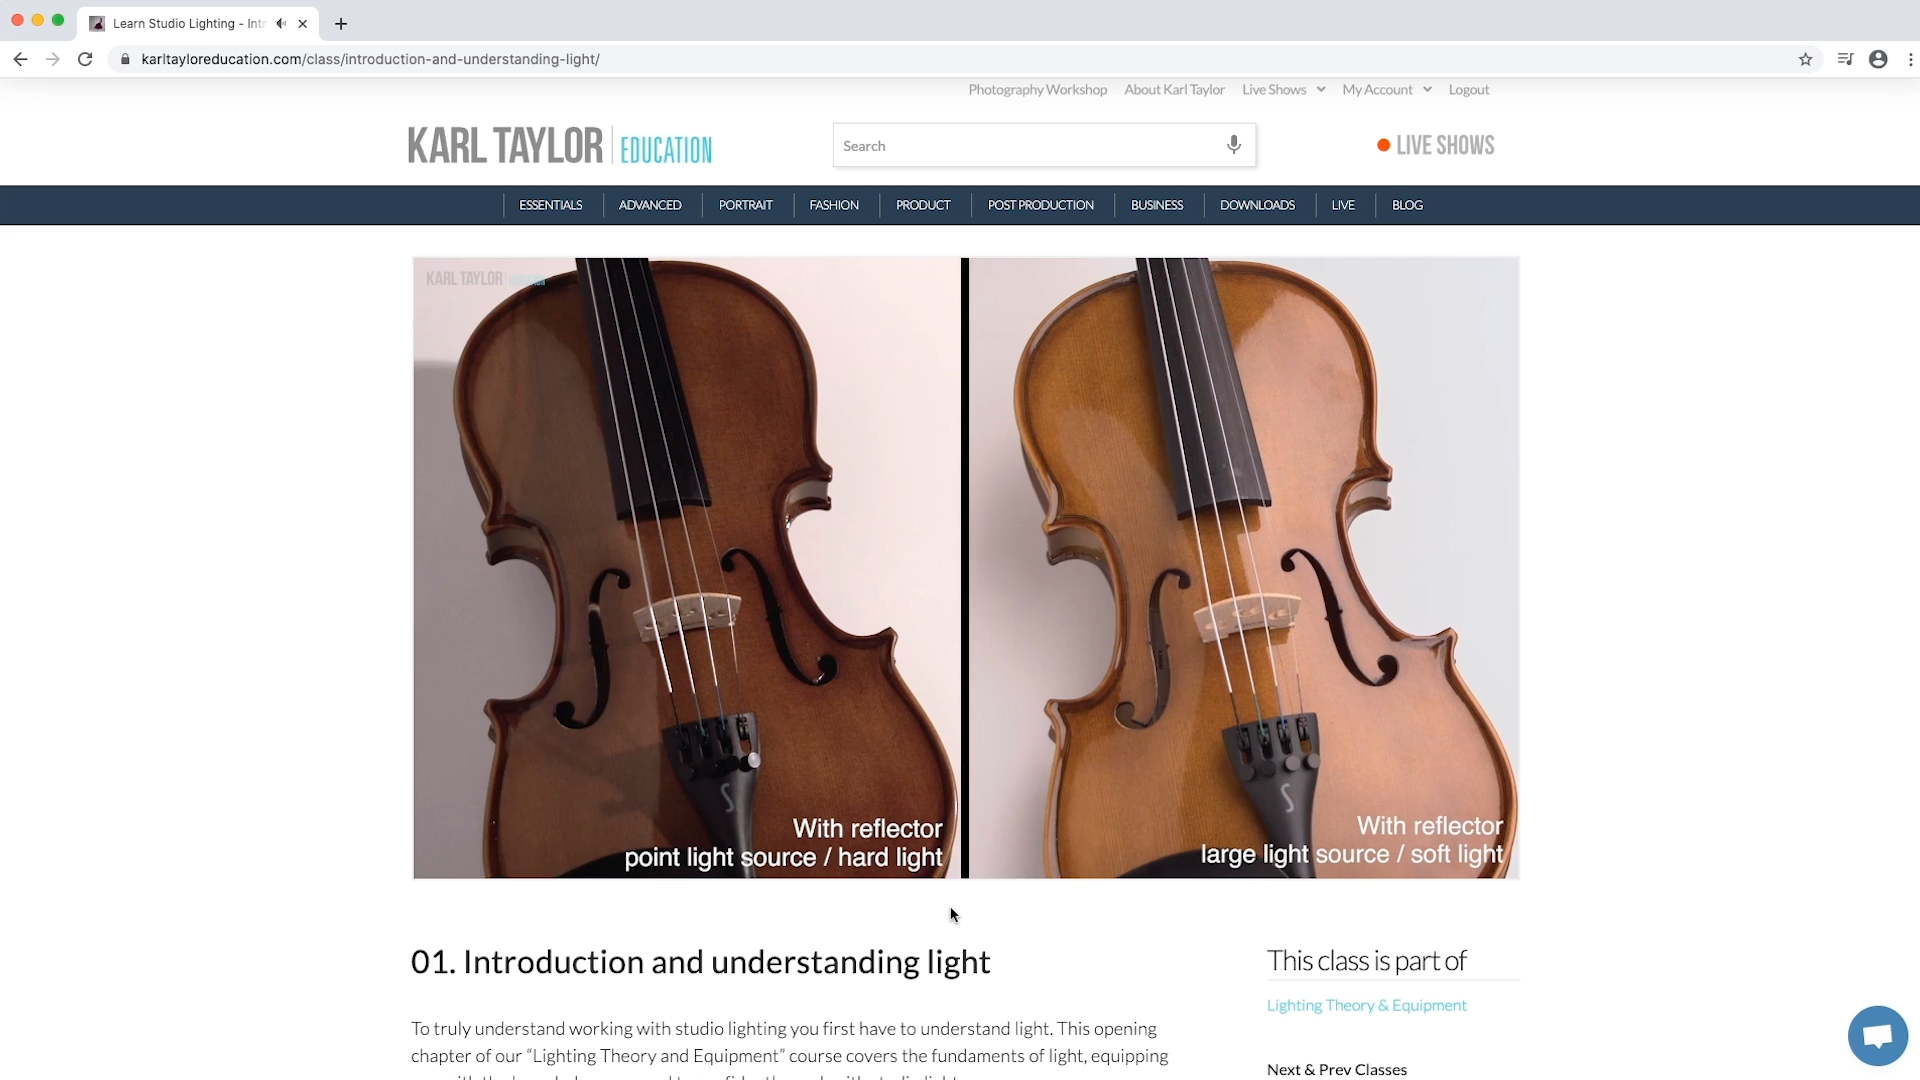 Learn Studio Lighting - Intr
karltayloreducation.com/class/introduction-and-understanding-light/
Photography Workshop About Karl Taylor Live Shows My Account Logout
KARL TAYLOR EDUCATION
Search
LIVE SHOWS
ESSENTIALS ADVANCED PORTRAIT FASHION PRODUCT POST PRODUCTION BUSINESS DOWNLOADS LIVE BLOG
KARL TAYLOR EDUCATION
With reflector
point light source / hard light
With reflector
large light source / soft light
01. Introduction and understanding light
To truly understand working with studio lighting you first have to understand light. This opening
chapter of our “Lighting Theory and Equipment” course covers the fundaments of light, equipping
This class is part of
Lighting Theory & Equipment
Next & Prev Classes